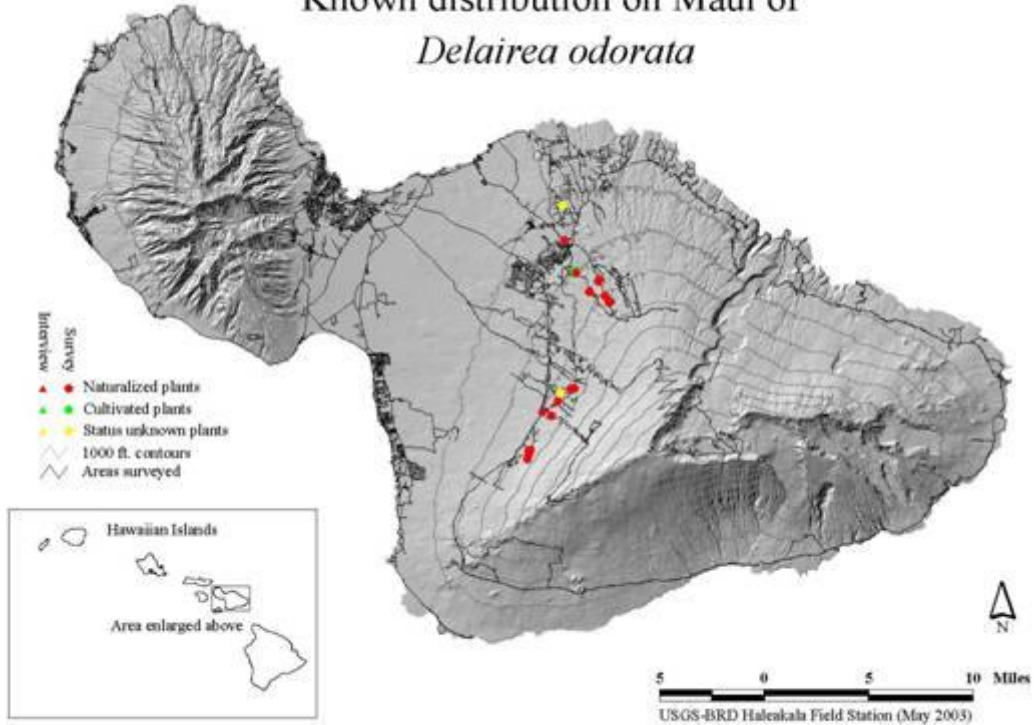 Known distribution on Maui of
Delairea odorata
Interview
Survey
Naturalized plants
Cultivated plants
Status unknown plants
1000 ft. contours
Areas surveyed
Hawaiian Islands
Area enlarged above
N
5 0 5 10 Miles
USGS-BRD Haleakala Field Station (May 2003)